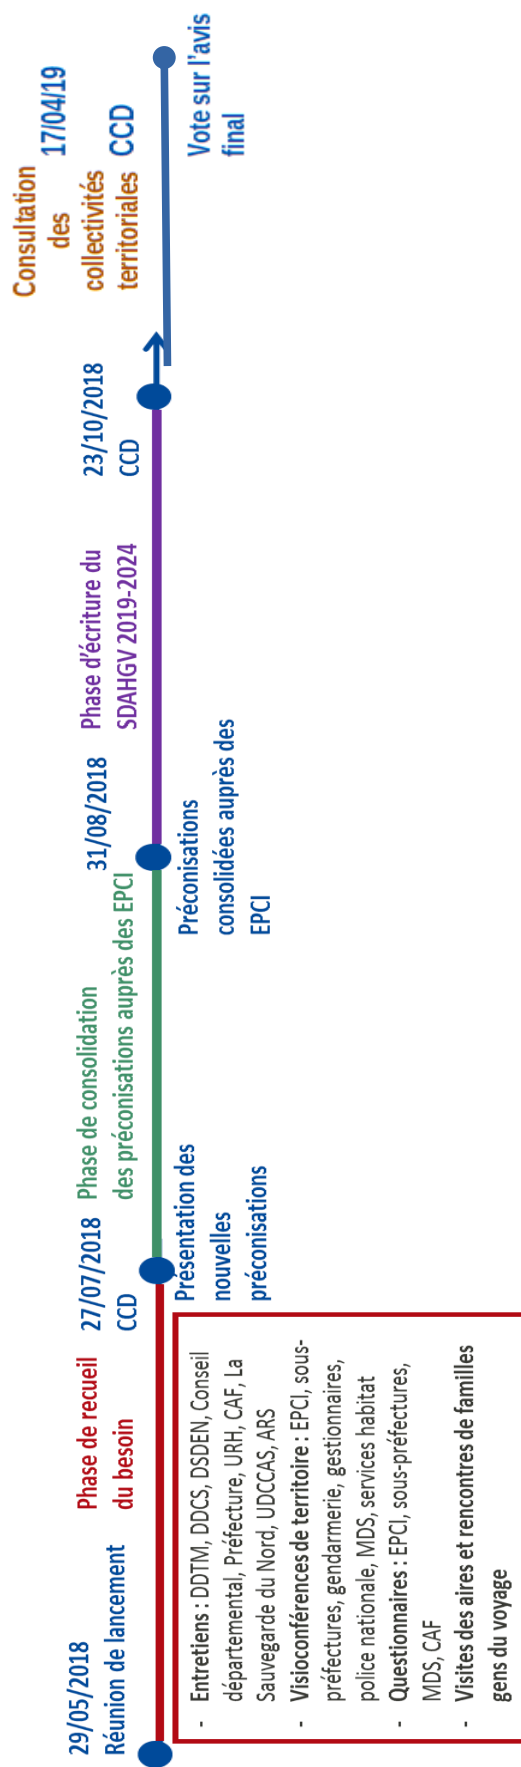 29/05/2018
Réunion de lancement
Phase de recueil
du besoin
- Entretiens : DDTM, DDCS, DSDEN, Conseil
départemental, Préfecture, URH, CAF, La
Sauvegarde du Nord, UDCCAS, ARS
- Visioconférences de territoire : EPCI, sous-
préfectures, gendarmerie, gestionnaires,
police nationale, MDS, services habitat
- Questionnaires : EPCI, sous-préfectures,
MDS, CAF
- Visites des aires et rencontres de familles
gens du voyage
27/07/2018
CCD
Présentation des
nouvelles
préconisations
Phase de consolidation
des préconisations auprès des EPCI
31/08/2018
Préconisations
consolidées auprès des
EPCI
Phase d'écriture du
SDAHGV 2019-2024
23/10/2018
CCD
Consultation
des
collectivités
territoriales
17/04/19
CCD
Vote sur l'avis
final